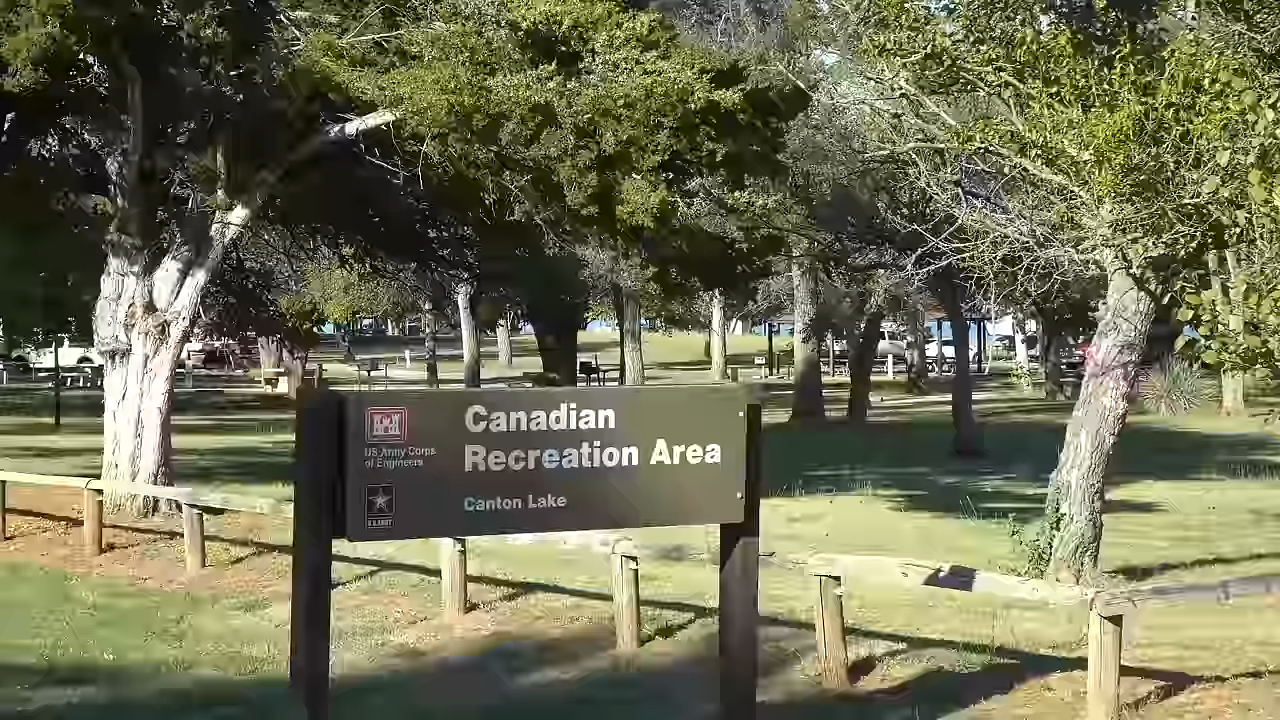 US Army Corps
of Engineers
U.S. ARMY
Canadian
Recreation Area
Canton Lake